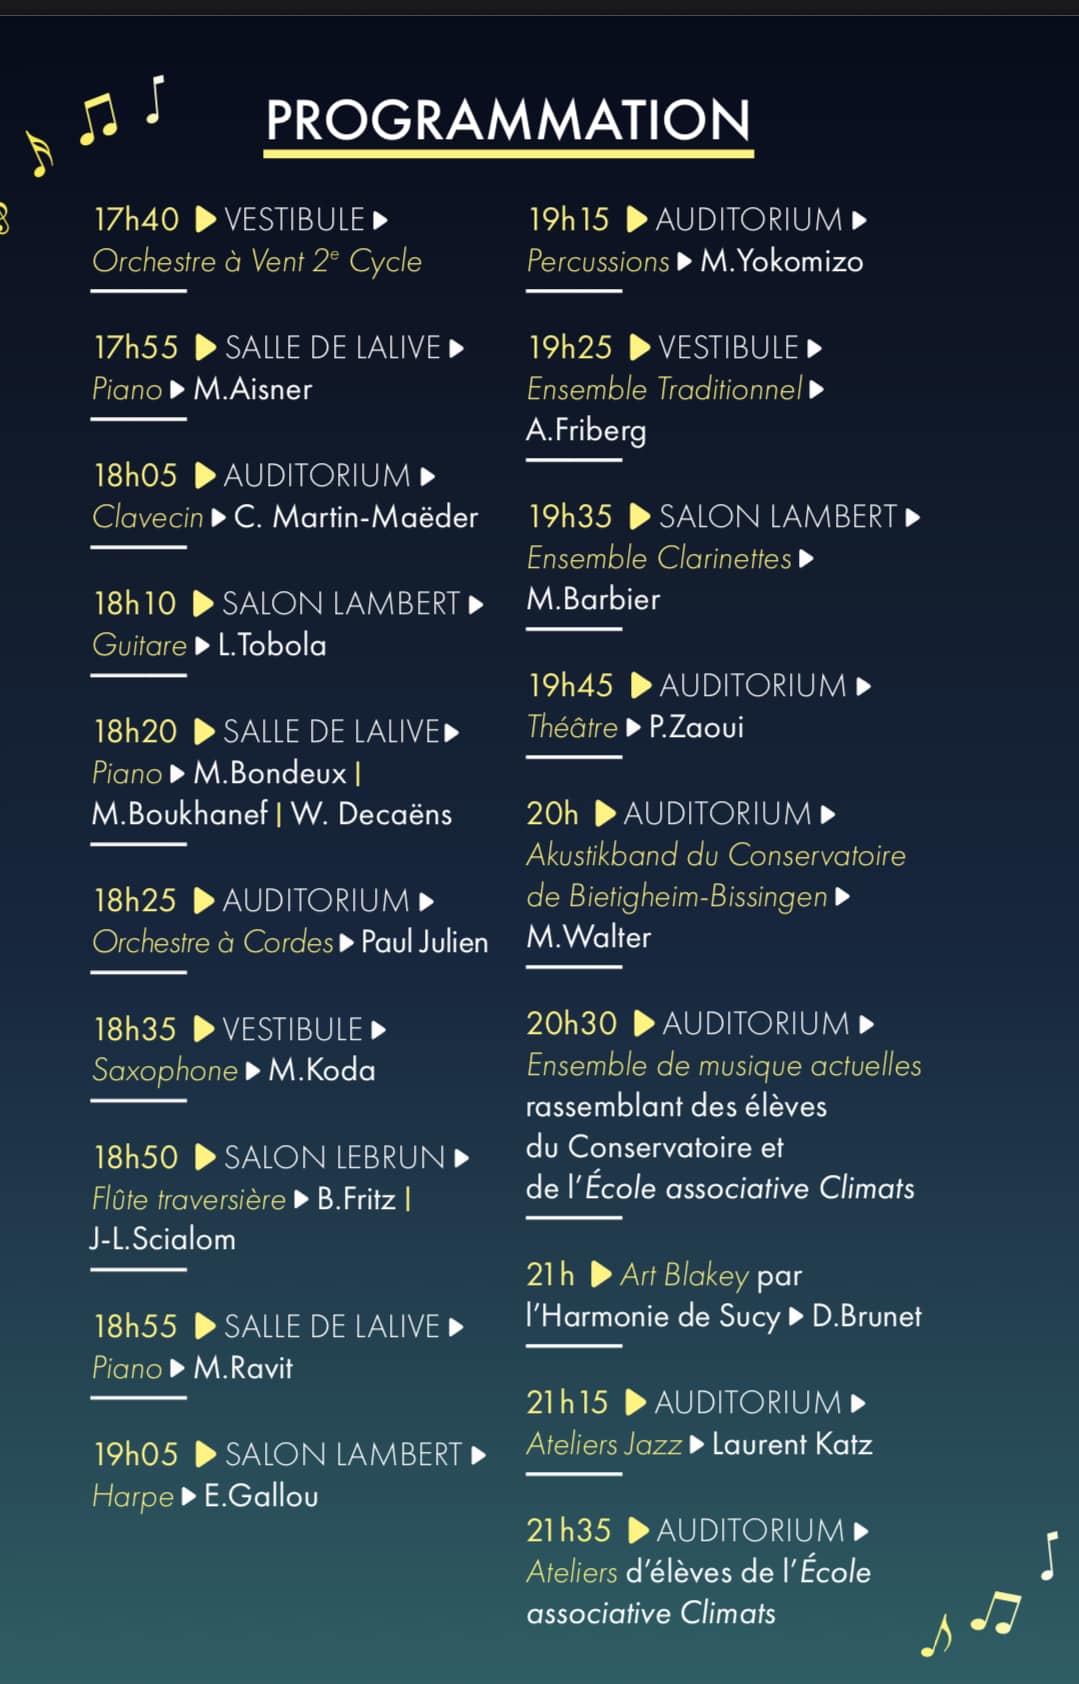 PROGRAMMATION
17h40 ▶ VESTIBULE ▶
Orchestre à Vent 2e Cycle
17h55 ▶ SALLE DE LALIVE ▶
Piano ▶ M.Aisner
18h05 ▶ AUDITORIUM ▶
Clavecin ▶ C. Martin-Maëder
18h10 ▶ SALON LAMBERT ▶
Guitare ▶ L.Tobola
18h20 ▶ SALLE DE LALIVE ▶
Piano ▶ M.Bondeux |
M.Boukhanef | W. Decaëns
18h25 ▶ AUDITORIUM ▶
Orchestre à Cordes ▶ Paul Julien
18h35 ▶ VESTIBULE ▶
Saxophone ▶ M.Koda
18h50 ▶ SALON LEBRUN ▶
Flûte traversière ▶ B.Fritz |
J-L.Scialom
18h55 ▶ SALLE DE LALIVE ▶
Piano ▶ M.Ravit
19h05 ▶ SALON LAMBERT ▶
Harpe ▶ E.Gallou
19h15 ▶ AUDITORIUM ▶
Percussions ▶ M.Yokomizo
19h25 ▶ VESTIBULE ▶
Ensemble Traditionnel ▶
A.Friberg
19h35 ▶ SALON LAMBERT ▶
Ensemble Clarinettes ▶
M.Barbier
19h45 ▶ AUDITORIUM ▶
Théâtre ▶ P.Zaoui
20h ▶ AUDITORIUM ▶
Akustikband du Conservatoire
de Bietigheim-Bissingen ▶
M.Walter
20h30 ▶ AUDITORIUM ▶
Ensemble de musique actuelles
rassemblant des élèves
du Conservatoire et
de l'École associative Climats
21h ▶ Art Blakey par
l'Harmonie de Sucy ▶ D.Brunet
21h15 ▶ AUDITORIUM ▶
Ateliers Jazz ▶ Laurent Katz
21h35 ▶ AUDITORIUM ▶
Ateliers d'élèves de l'École
associative Climats